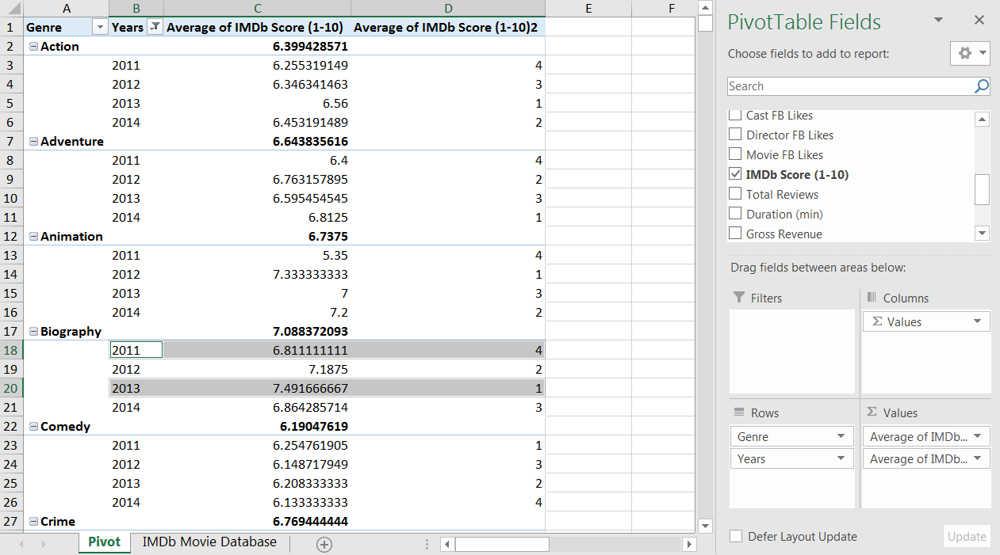 A B C D E F
1 Genre Years Average of IMDb Score (1-10) Average of IMDb Score (1-10)2
2 Action 6.399428571
3 2011 6.255319149 4
4 2012 6.346341463 3
5 2013 6.56 1
6 2014 6.453191489 2
7 Adventure 6.643835616
8 2011 6.4 4
9 2012 6.763157895 2
10 2013 6.595454545 3
11 2014 6.8125 1
12 Animation 6.7375
13 2011 5.35 4
14 2012 7.333333333 1
15 2013 7 3
16 2014 7.2 2
17 Biography 7.088372093
18 2011 6.811111111 4
19 2012 7.1875 2
20 2013 7.491666667 1
21 2014 6.864285714 3
22 Comedy 6.19047619
23 2011 6.254761905 1
24 2012 6.148717949 3
25 2013 6.208333333 2
26 2014 6.133333333 4
27 Crime 6.769444444
Pivot IMDb Movie Database
PivotTable Fields
Choose fields to add to report:
Search
Cast FB Likes
Director FB Likes
Movie FB Likes
IMDb Score (1-10)
Total Reviews
Duration (min)
Gross Revenue
Drag fields between areas below:
Filters Columns
Σ Values
Rows Σ Values
Genre Average of IMDb...
Years Average of IMDb...
Defer Layout Update Update